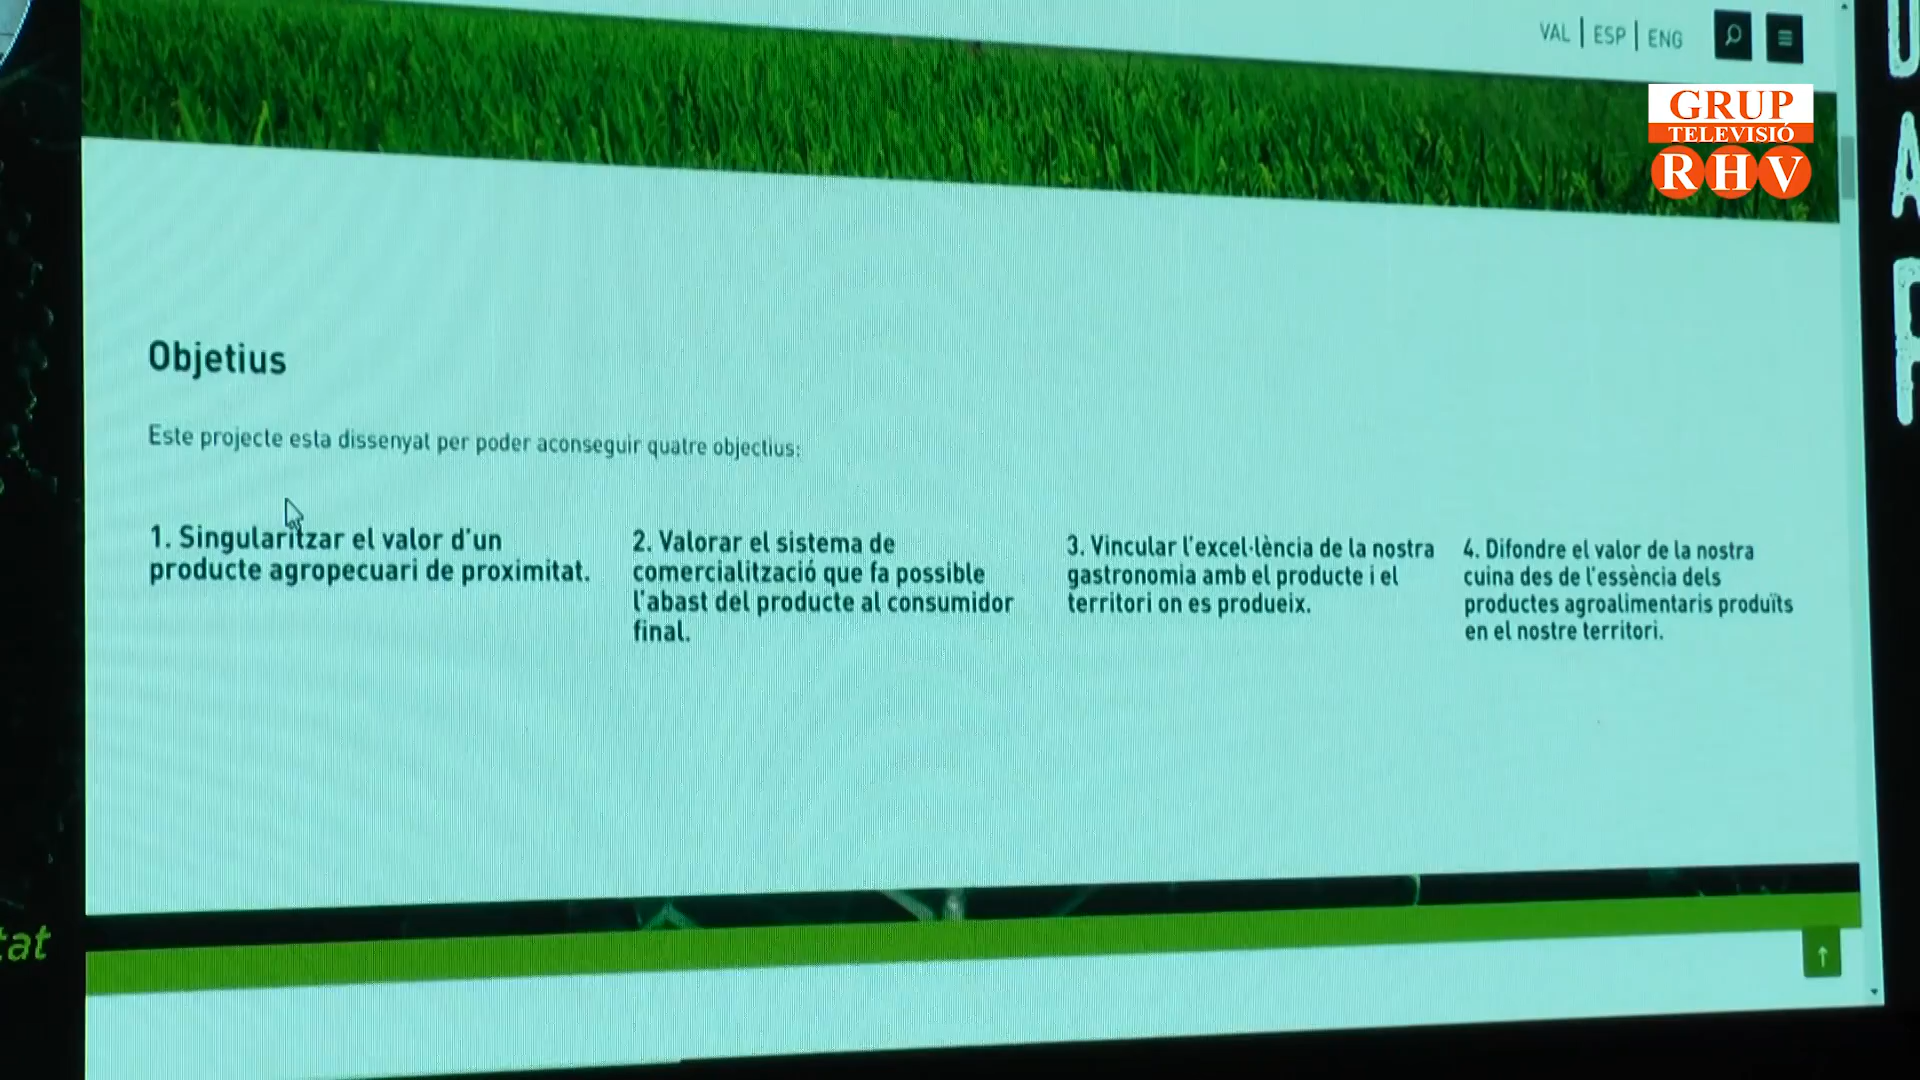 VAL | ESP | ENG
GRUP
TELEVISIÓ
RHV
Objetius
Este projecte esta dissenyat per poder aconseguir quatre objectius:
1. Singularitzar el valor d'un
producte agropecuari de proximitat.
2. Valorar el sistema de
comercialització que fa possible
l'abast del producte al consumidor
final.
3. Vincular l'excel·lència de la nostra
gastronomia amb el producte i el
territori on es produeix.
4. Difondre el valor de la nostra
cuina des de l'essència dels
productes agroalimentaris produïts
en el nostre territori.
tat